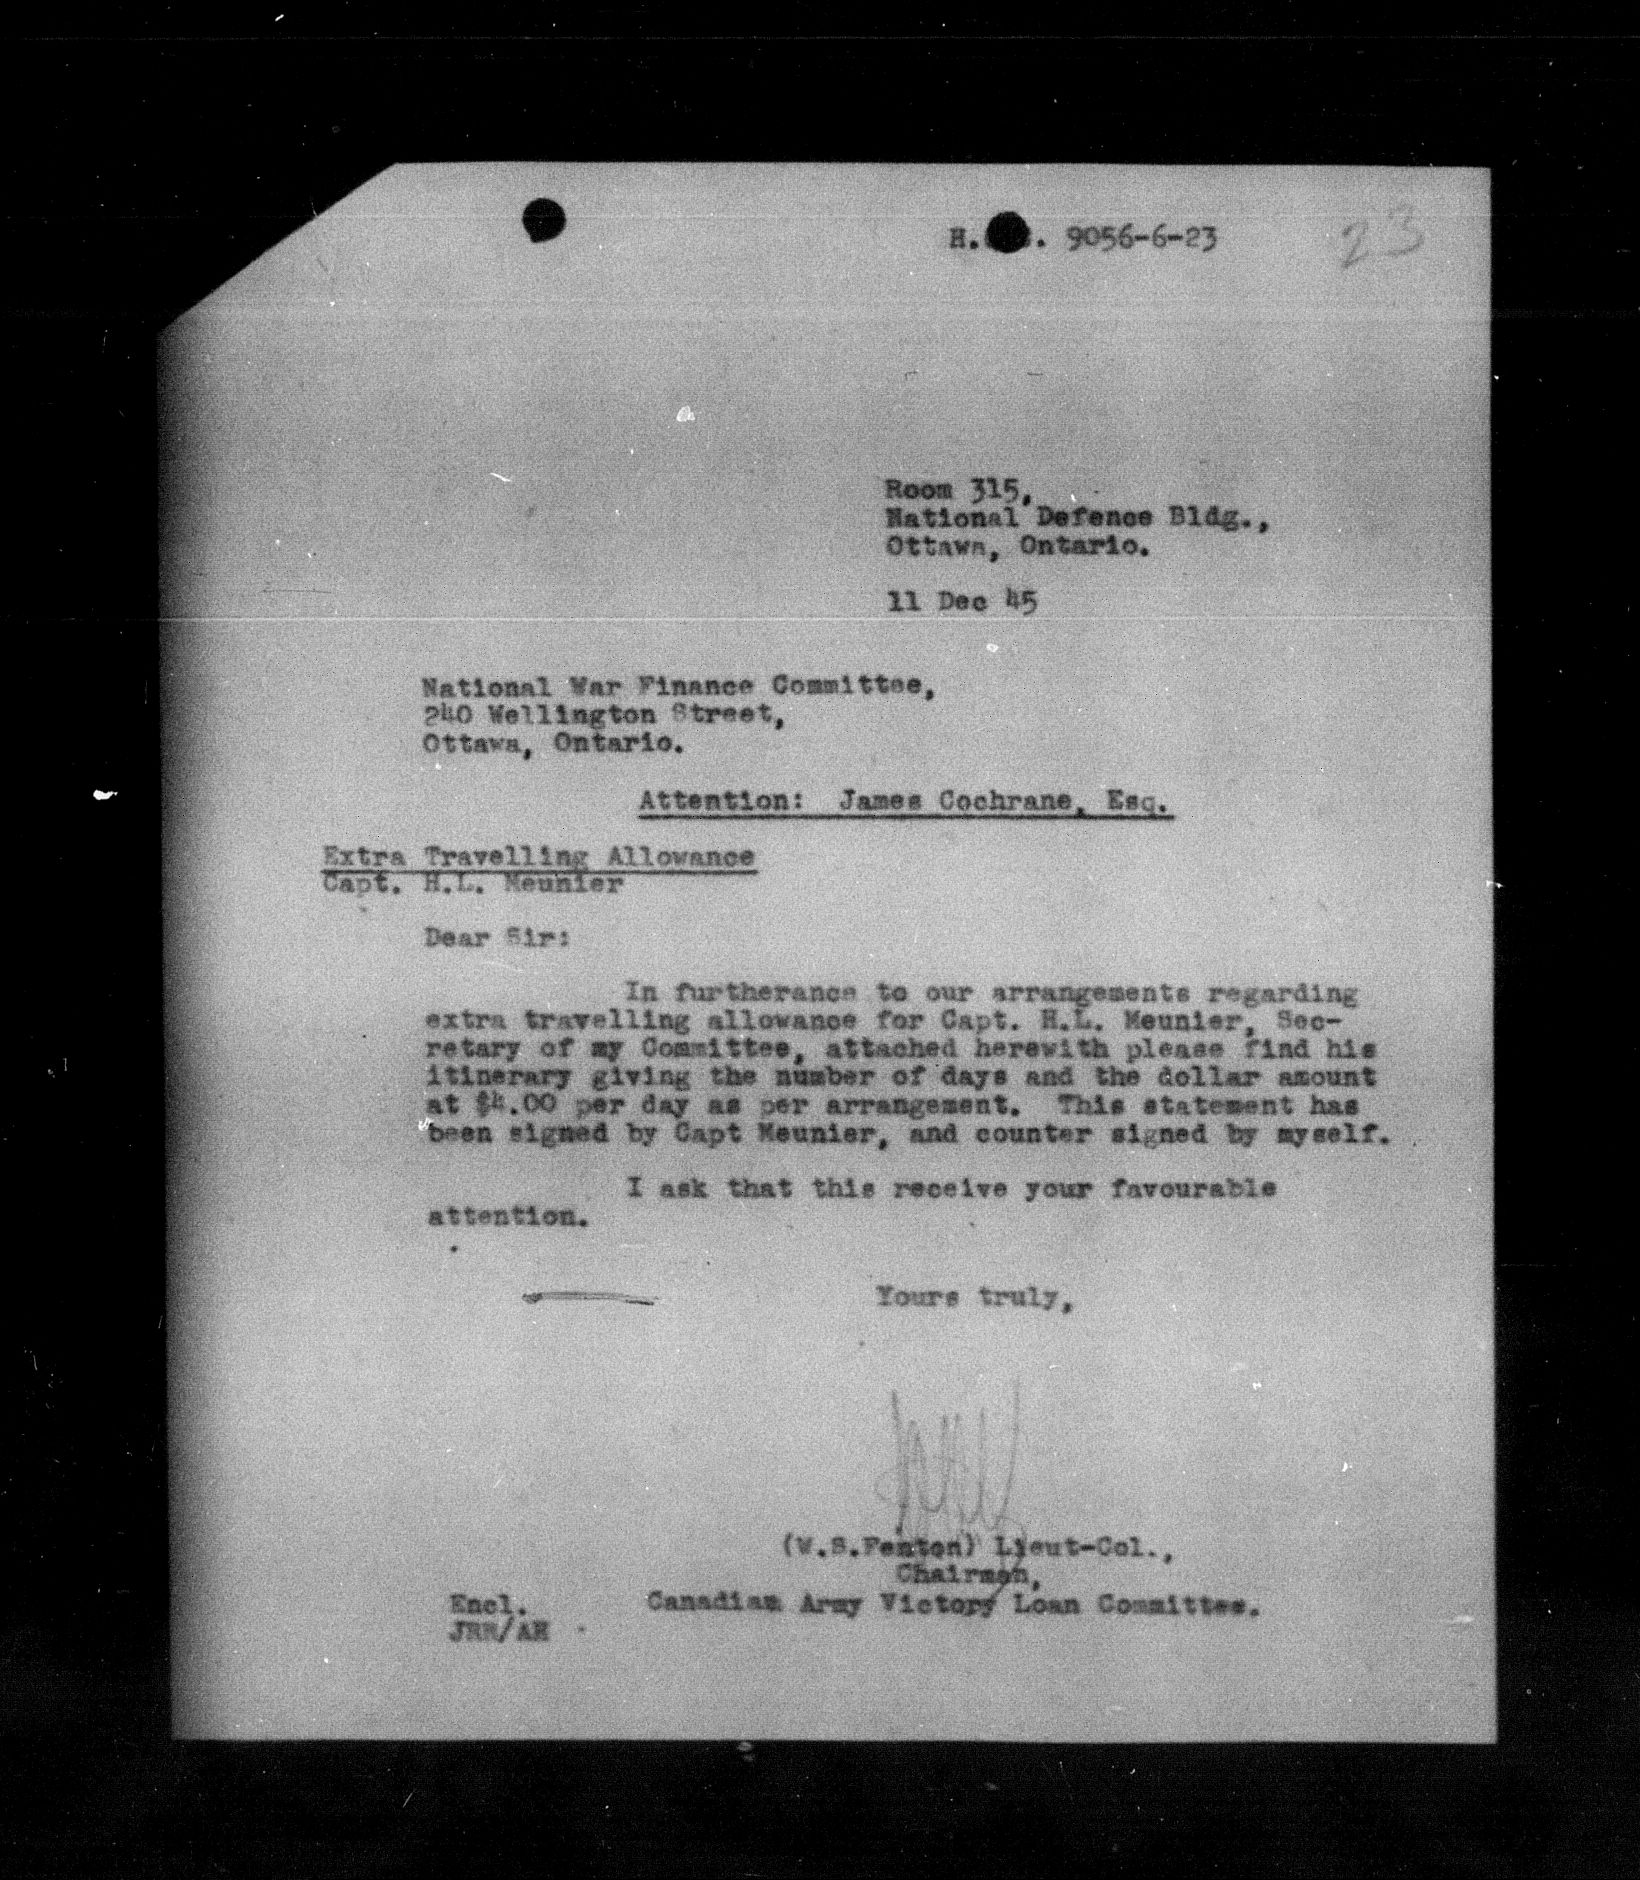 H. . 9056-6-23
23
Room 315,
National Defence Bldg.,
Ottawa, Ontario.
11 Dec 45
National War Finance Committee,
240 Wellington Street,
Ottawa, Ontario.
Attention: James Cochrane, Esq.
Extra Travelling Allowance
Capt. H.L. Meunier
Dear Sir:
In furtherance to our arrangements regarding
extra travelling allowance for Capt. H.L. Meunier, Sec-
retary of my Committee, attached herewith please find his
itinerary giving the number of days and the dollar amount
at $4.00 per day as per arrangement. This statement has
been signed by Capt Meunier, and counter signed by myself.
I ask that this receive your favourable
attention.
Yours truly,
(W.S.Fenton) Lieut-Col.,
Chairman,
Canadian Army Victory Loan Committee.
Encl.
JRR/AH